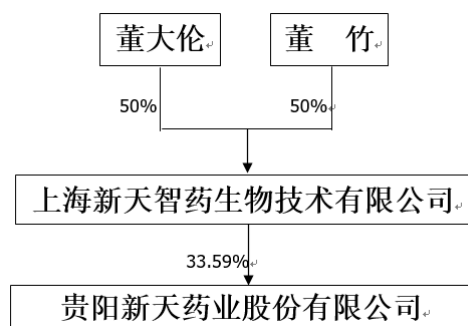 董大伦
董　竹
50%
50%
上海新天智药生物技术有限公司
33.59%
贵阳新天药业股份有限公司